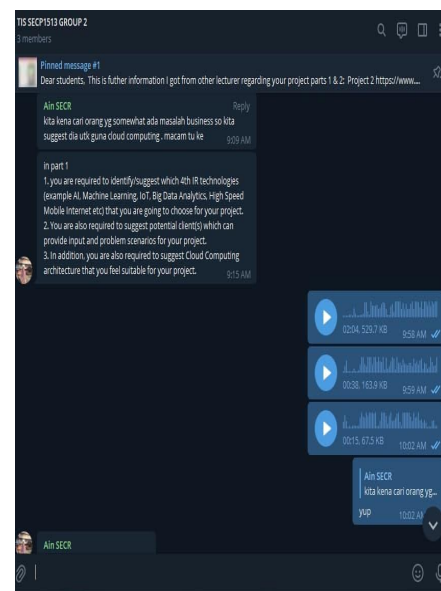 TIS SECP1513 GROUP 2
3 members
Pinned message #1
Dear students. This is futher information I got from other lecturer regarding your project parts 1 & 2: Project 2 https://www....
Ain SECR Reply
kita kena cari orang yg somewhat ada masalah business so kita
suggest dia utk guna cloud computing . macam tu ke
9:09 AM
in part 1
1. you are required to identify/suggest which 4th IR technologies
(example AI, Machine Learning, IoT, Big Data Analytics, High Speed
Mobile Internet etc) that you are going to choose for your project.
2. You are also required to suggest potential client(s) which can
provide input and problem scenarios for your project.
3. In addition, you are also required to suggest Cloud Computing
architecture that you feel suitable for your project.
9:15 AM
02:04, 529.7 KB 9:58 AM
00:38, 163.9 KB 9:59 AM
00:15, 67.5 KB 10:02 AM
Ain SECR
kita kena cari orang yg...
yup 10:02 AM
Ain SECR